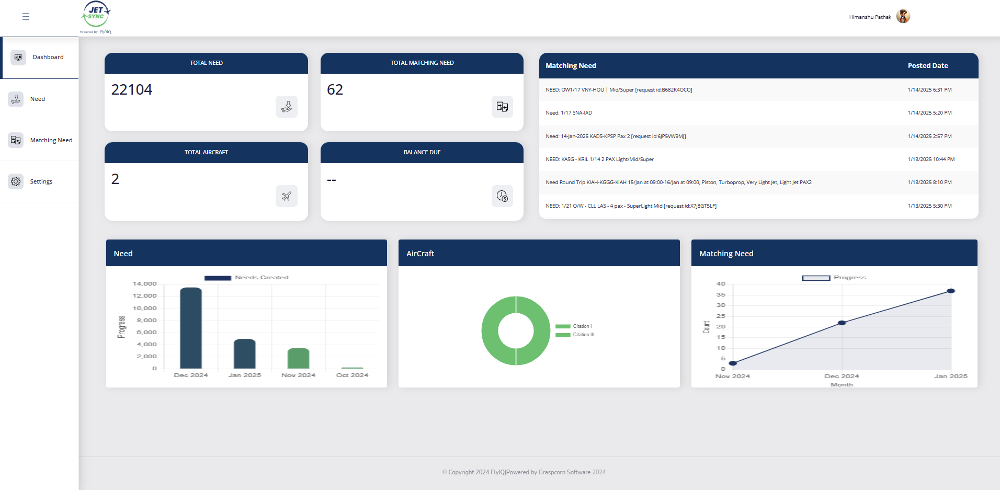 JET
SYNC
Powered by FlyIQ
Himanshu Pathak
Dashboard
Need
Matching Need
Settings
TOTAL NEED
22104
TOTAL MATCHING NEED
62
TOTAL AIRCRAFT
2
BALANCE DUE
--
Matching Need Posted Date
NEED: OW1/17 VNY-HOU | Mid/Super [request id:B682K4OCO] 1/14/2025 6:31 PM
Need: 1/17 SNA-IAD 1/14/2025 5:20 PM
Need: 14-Jan-2025 KADS-KPSP Pax 2 [request id:6JP5VW9MJ] 1/14/2025 2:57 PM
NEED: KASG - KRIL 1/14 2 PAX Light/Mid/Super 1/13/2025 10:44 PM
Need Round Trip KIAH-KGGG-KIAH 15/Jan at 09:00-16/Jan at 09:00, Piston, Turboprop, Very Light Jet, Light Jet PAX2 1/13/2025 8:10 PM
NEED: 1/21 O/W - CLL LAS - 4 pax - SuperLight Mid [request id:X7J8GT5LF] 1/13/2025 5:30 PM
Need
Needs Created
14,000
12,000
10,000
8,000
6,000
4,000
2,000
0
Progress
Dec 2024 Jan 2025 Nov 2024 Oct 2024
AirCraft
Citation I
Citation III
Matching Need
Progress
40
35
30
25
20
15
10
5
0
Count
Nov 2024 Dec 2024 Jan 2025
Month
© Copyright 2024 FlyIQ|Powered by Graspcorn Software 2024